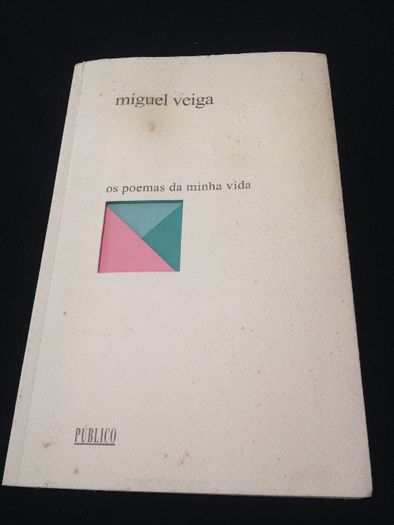 miguel veiga
os poemas da minha vida
PÚBLICO